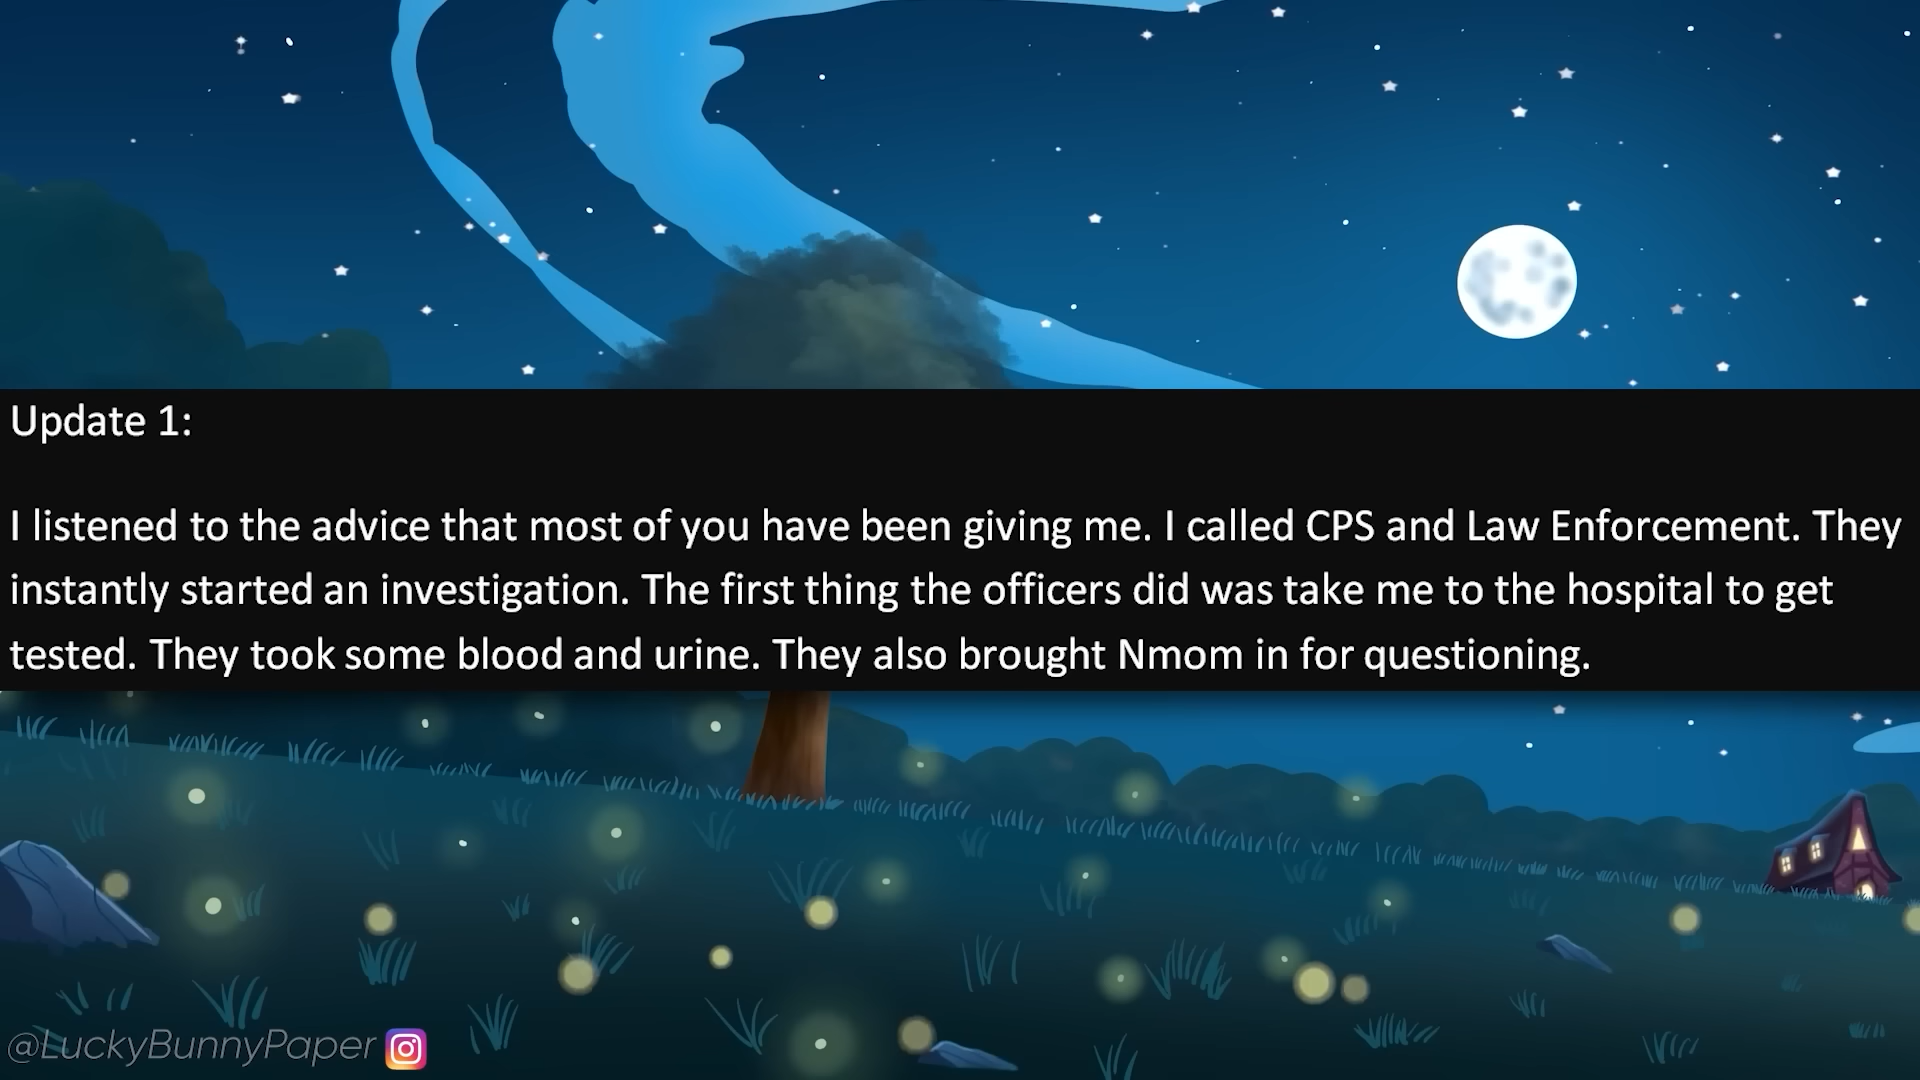 Update 1:
I listened to the advice that most of you have been giving me. I called CPS and Law Enforcement. They
instantly started an investigation. The first thing the officers did was take me to the hospital to get
tested. They took some blood and urine. They also brought Nmom in for questioning.
@LuckyBunnyPaper